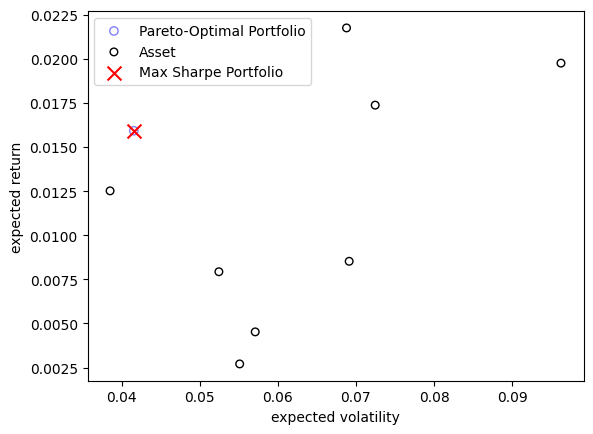 Pareto-Optimal Portfolio
Asset
Max Sharpe Portfolio
0.0225
0.0200
0.0175
0.0150
0.0125
0.0100
0.0075
0.0050
0.0025
expected return
0.04 0.05 0.06 0.07 0.08 0.09
expected volatility